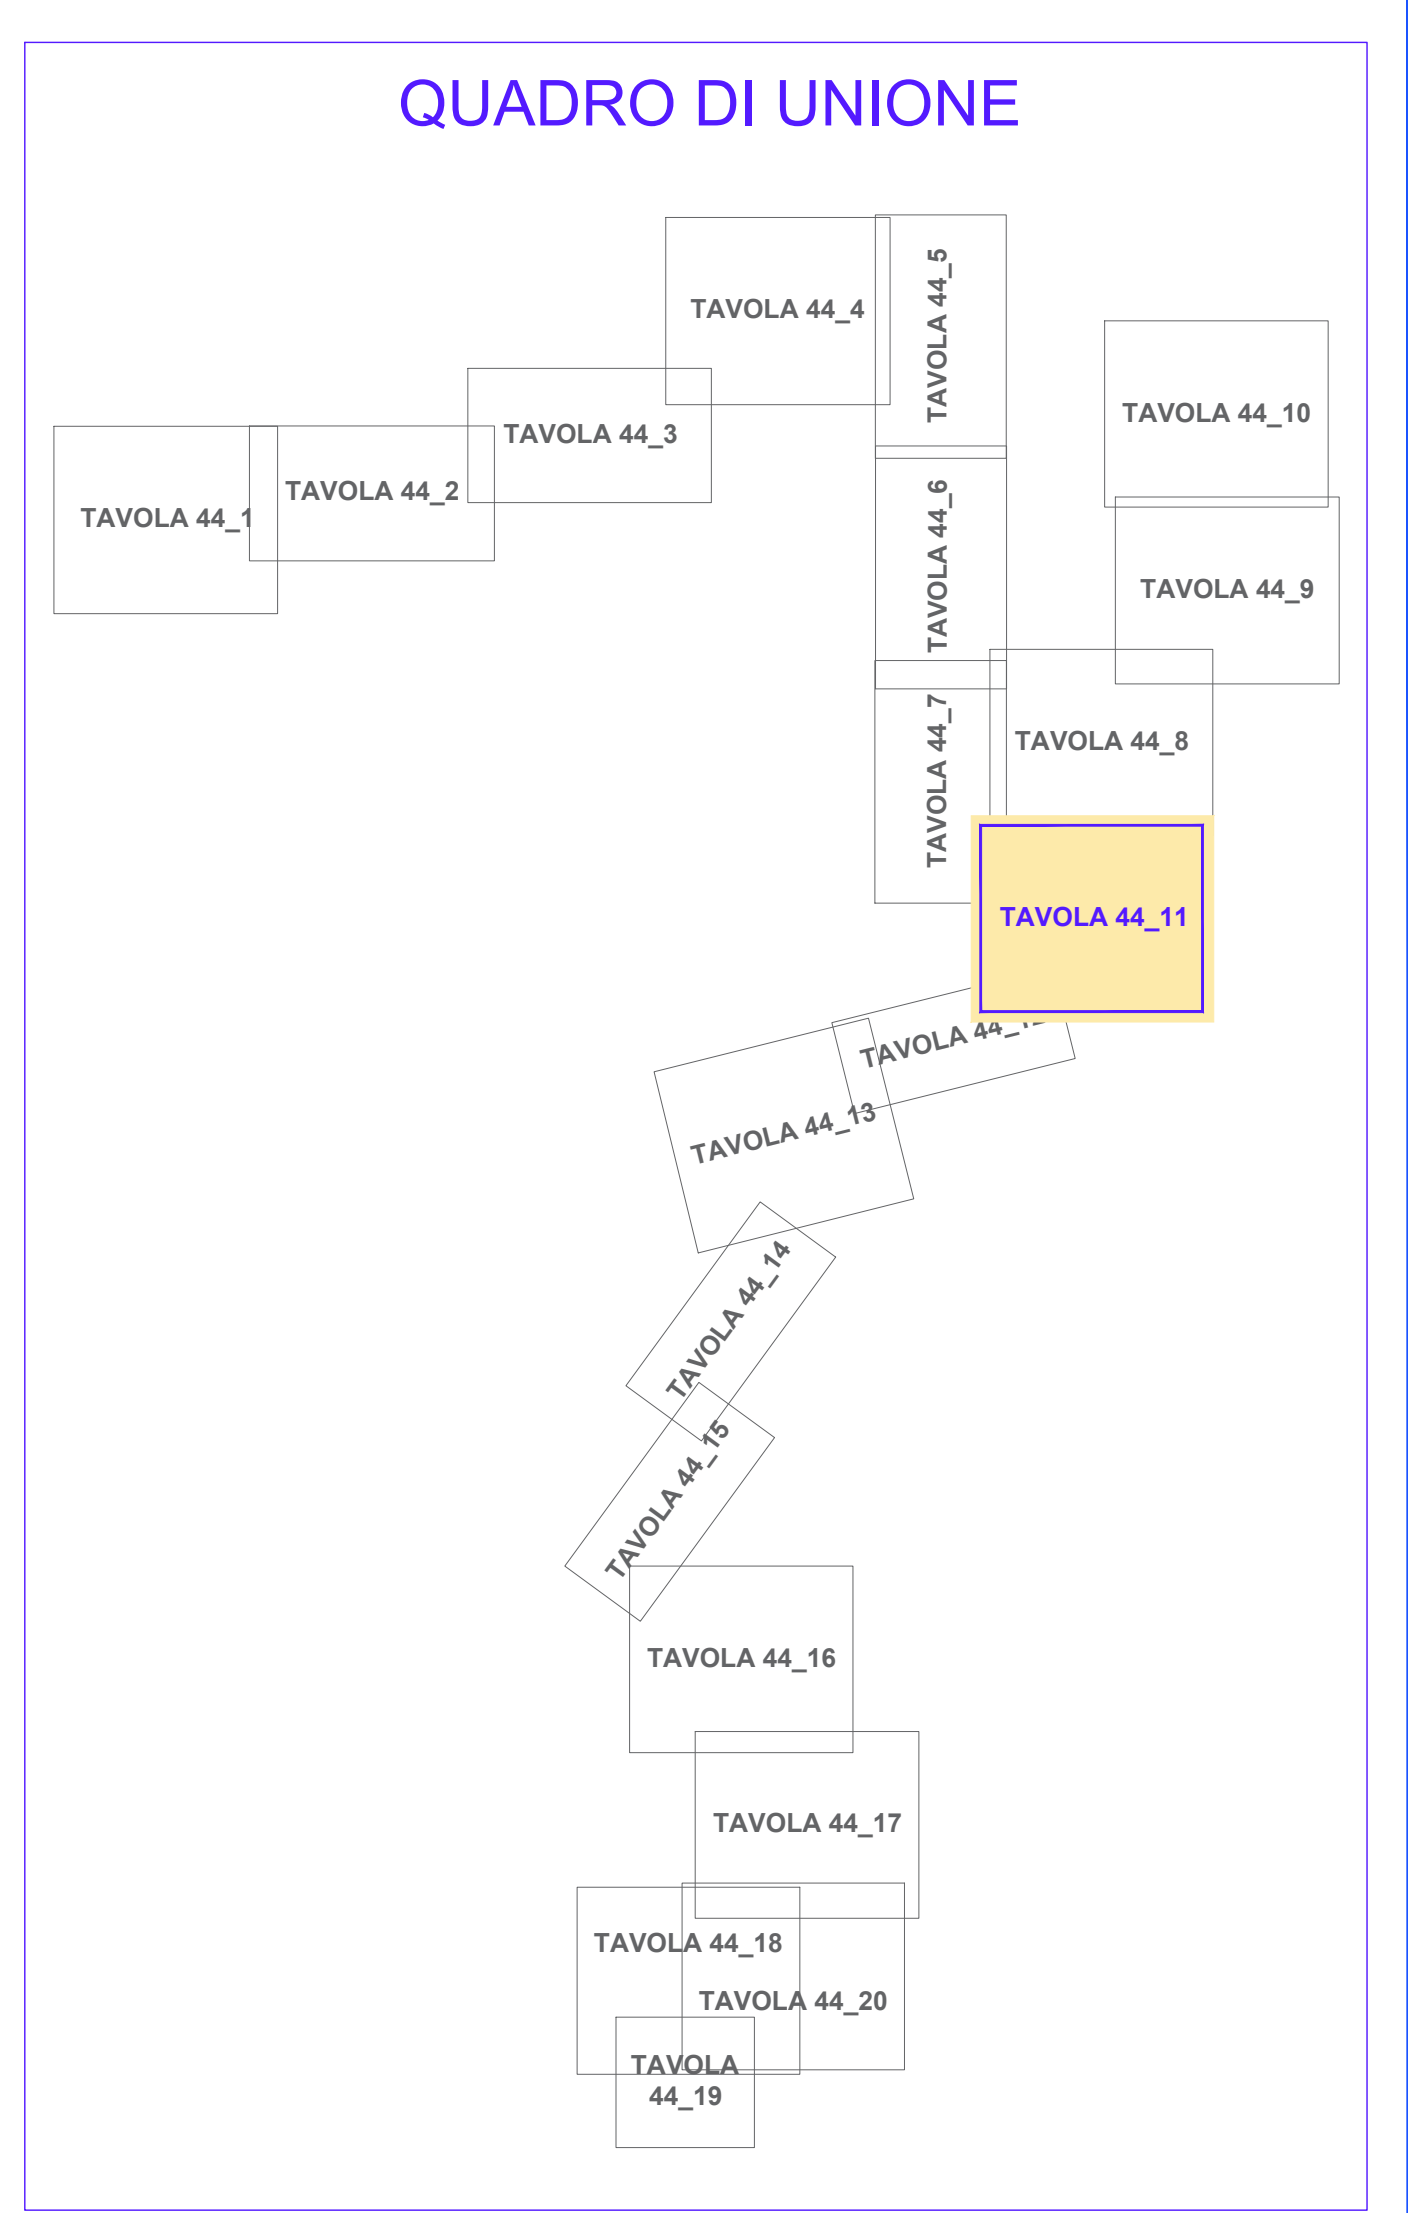 QUADRO DI UNIONE
TAVOLA 44_4
TAVOLA 44_5
TAVOLA 44_10
TAVOLA 44_3
TAVOLA 44_2
TAVOLA 44_1
TAVOLA 44_6
TAVOLA 44_9
TAVOLA 44_7
TAVOLA 44_8
TAVOLA 44_11
TAVOLA 44_12
TAVOLA 44_13
TAVOLA 44_14
TAVOLA 44_15
TAVOLA 44_16
TAVOLA 44_17
TAVOLA 44_18
TAVOLA 44_20
TAVOLA
44_19